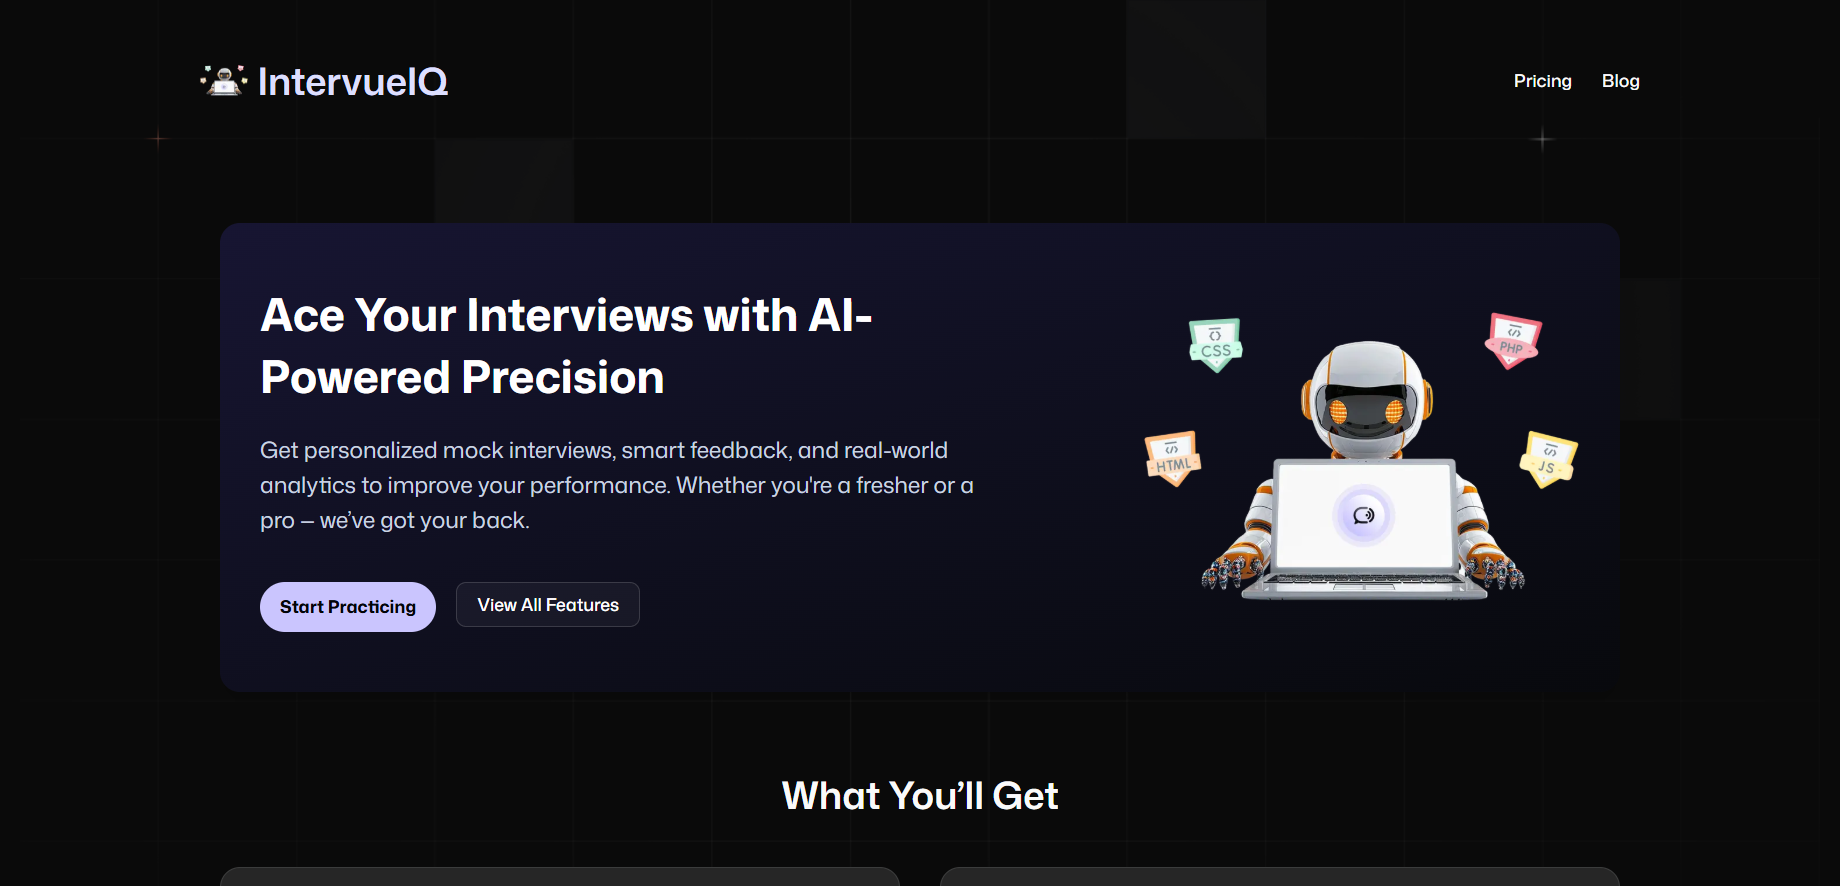 IntervueIQ
Pricing
Blog
Ace Your Interviews with AI-
Powered Precision
Get personalized mock interviews, smart feedback, and real-world
analytics to improve your performance. Whether you're a fresher or a
pro – we’ve got your back.
Start Practicing
View All Features
CSS
PHP
HTML
JS
What You’ll Get